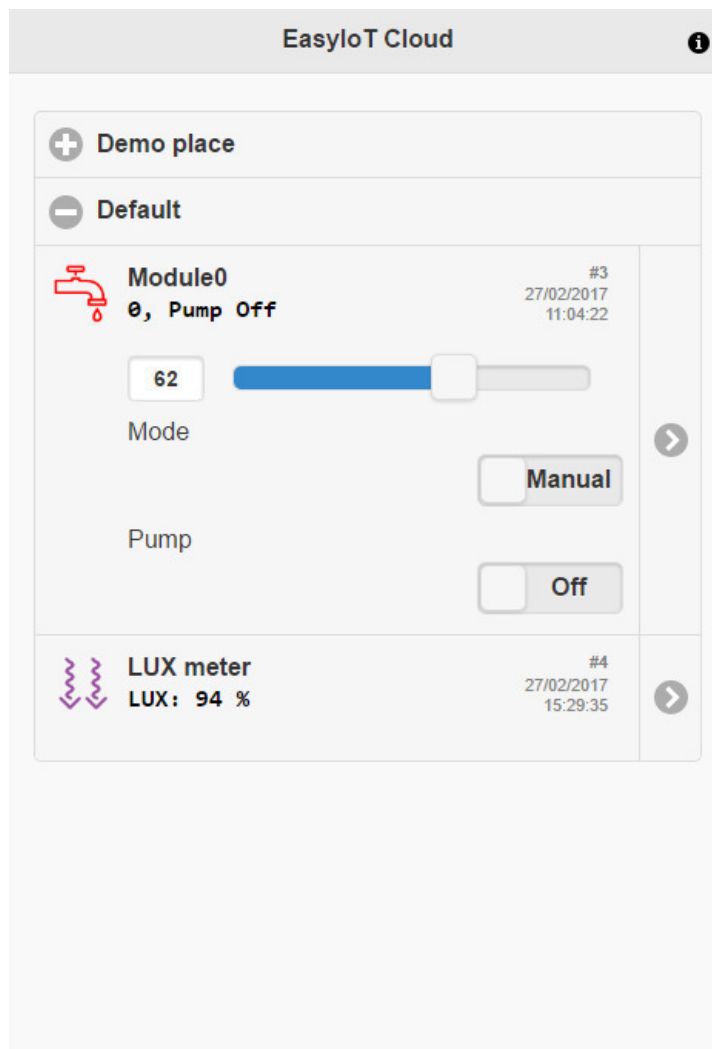 EasyIoT Cloud
Demo place
Default
Module0
0, Pump Off
#3
27/02/2017
11:04:22
62
Mode
Manual
Pump
Off
LUX meter
LUX: 94 %
#4
27/02/2017
15:29:35